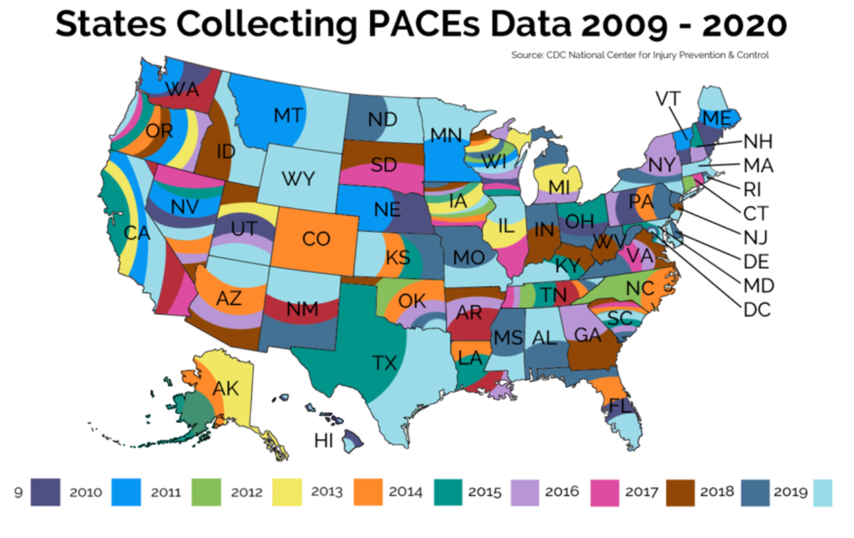 States Collecting PACEs Data 2009 - 2020
Source: CDC National Center for Injury Prevention & Control
WA
OR
ID
MT
ND
MN
WY
SD
WI
MI
VT
ME
NH
NY
MA
RI
CT
NJ
DE
MD
DC
NV
CA
UT
CO
NE
IA
IL
IN
OH
PA
WV
VA
KS
MO
KY
AZ
NM
OK
AR
TN
NC
SC
TX
LA
MS
AL
GA
FL
AK
HI
9 2010 2011 2012 2013 2014 2015 2016 2017 2018 2019